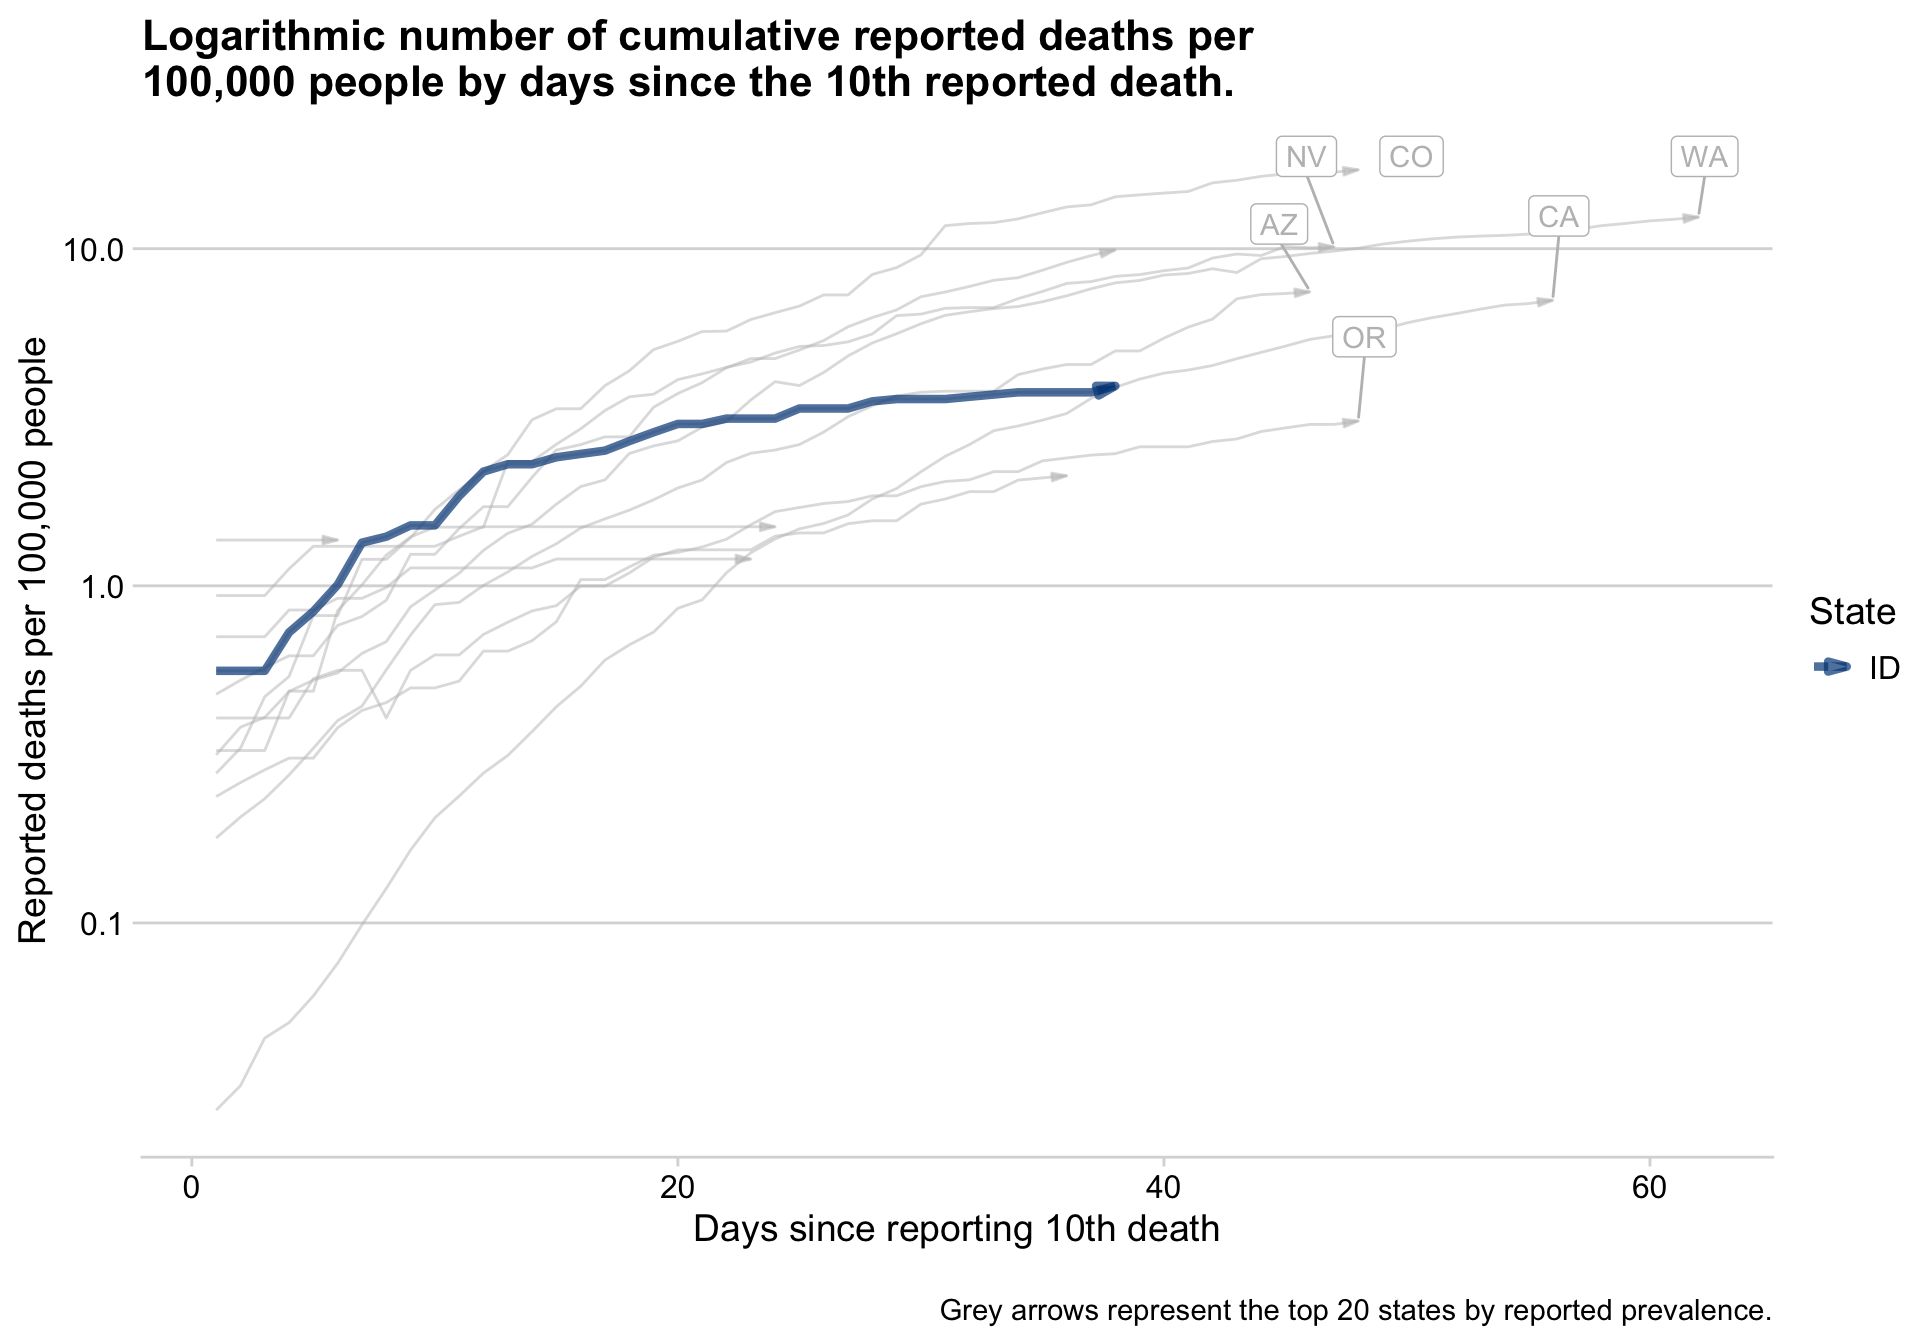 Logarithmic number of cumulative reported deaths per
100,000 people by days since the 10th reported death.
NV
CO
WA
CA
AZ
OR
10.0
1.0
0.1
Reported deaths per 100,000 people
State
ID
0
20
40
60
Days since reporting 10th death
Grey arrows represent the top 20 states by reported prevalence.